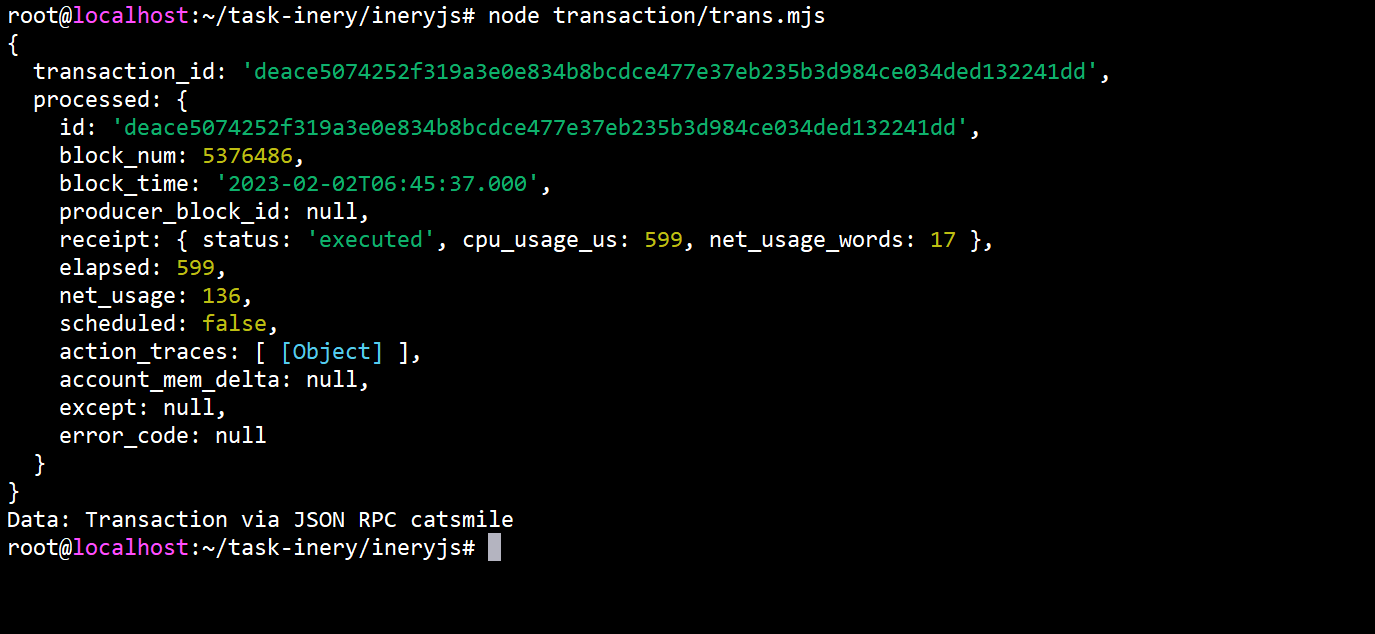 root@localhost:~/task-inery/ineryjs# node transaction/trans.mjs
{
  transaction_id: 'deace5074252f319a3e0e834b8bcdce477e37eb235b3d984ce034ded132241dd',
  processed: {
    id: 'deace5074252f319a3e0e834b8bcdce477e37eb235b3d984ce034ded132241dd',
    block_num: 5376486,
    block_time: '2023-02-02T06:45:37.000',
    producer_block_id: null,
    receipt: { status: 'executed', cpu_usage_us: 599, net_usage_words: 17 },
    elapsed: 599,
    net_usage: 136,
    scheduled: false,
    action_traces: [ [Object] ],
    account_mem_delta: null,
    except: null,
    error_code: null
  }
}
Data: Transaction via JSON RPC catsmile
root@localhost:~/task-inery/ineryjs#